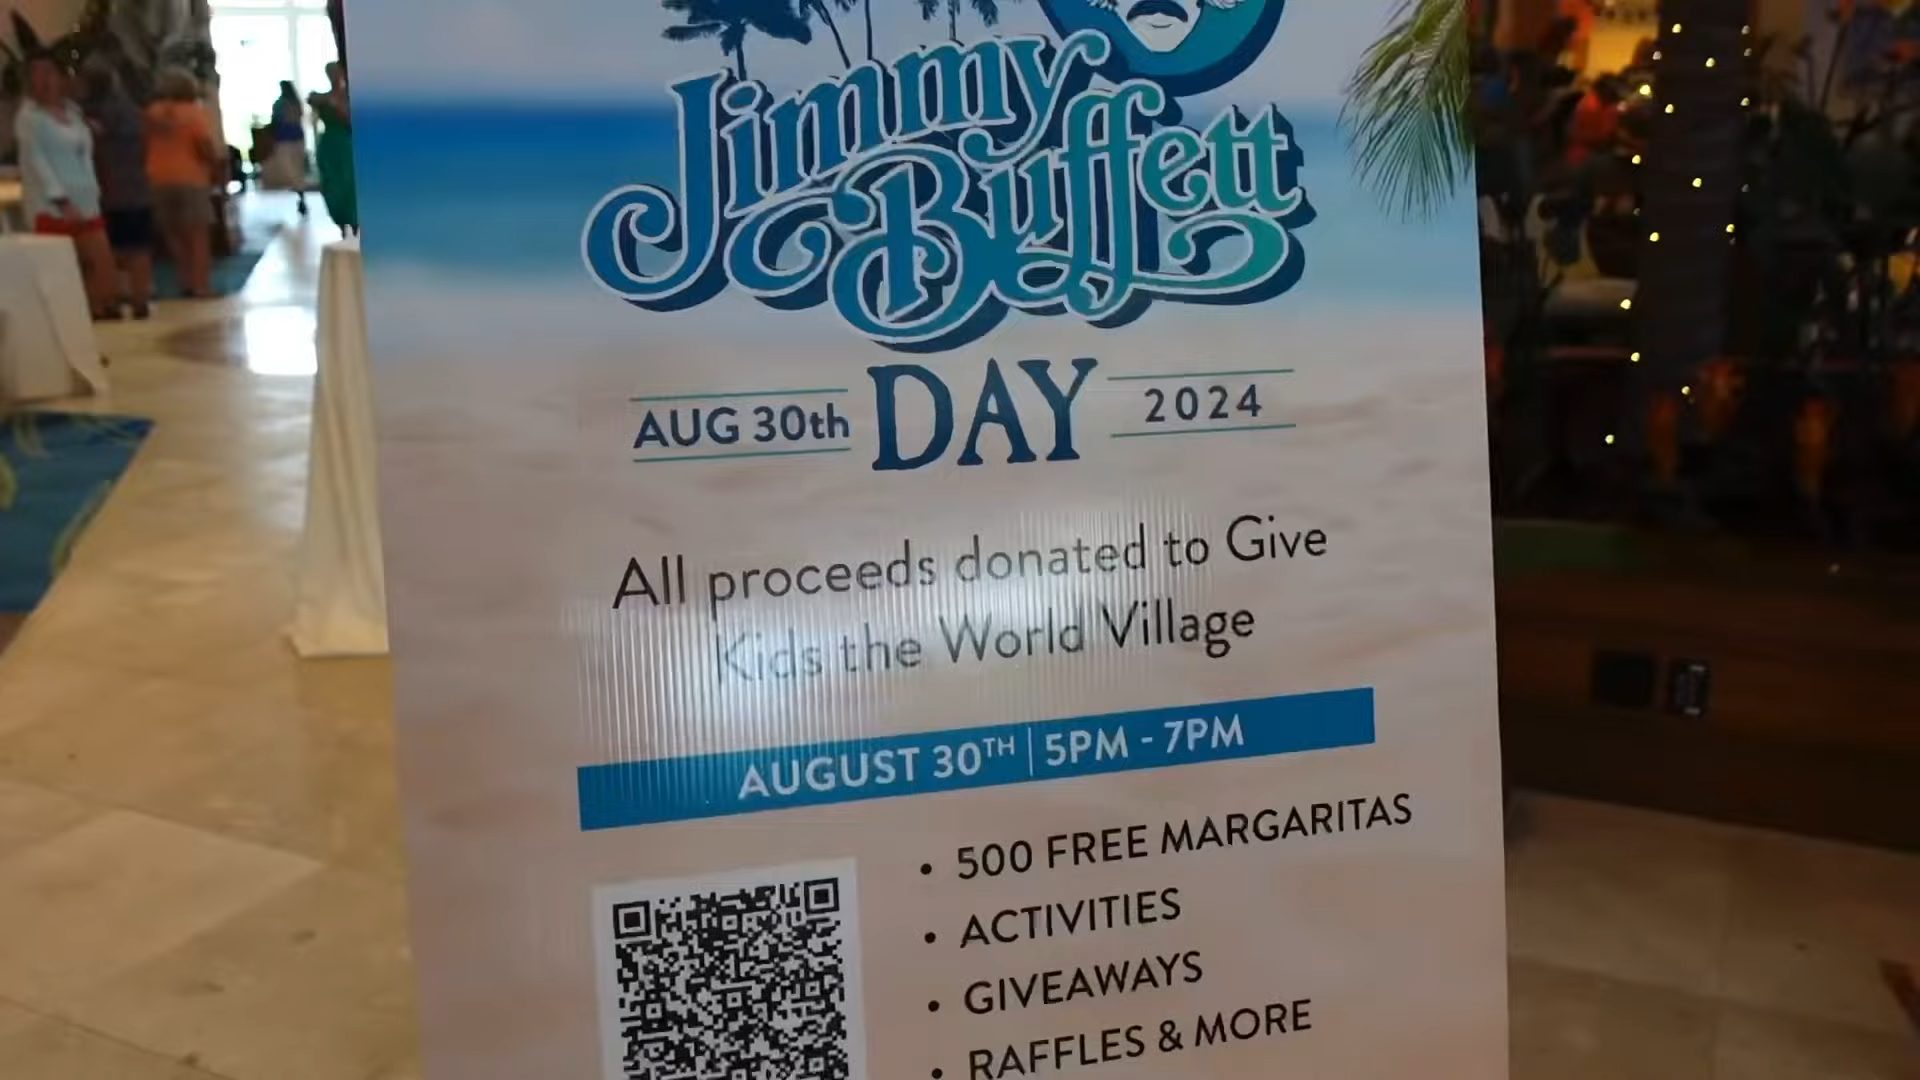 Jimmy
Buffett
AUG 30th DAY 2024
All proceeds donated to Give
Kids the World Village
AUGUST 30TH | 5PM - 7PM
• 500 FREE MARGARITAS
• ACTIVITIES
• GIVEAWAYS
• RAFFLES & MORE